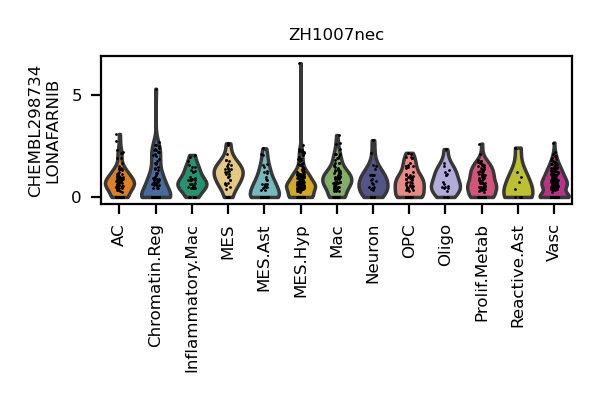 ZH1007nec
CHEMBL298734
LONAFARNIB
5
0
AC
Chromatin.Reg
Inflammatory.Mac
MES
MES.Ast
MES.Hyp
Mac
Neuron
OPC
Oligo
Prolif.Metab
Reactive.Ast
Vasc